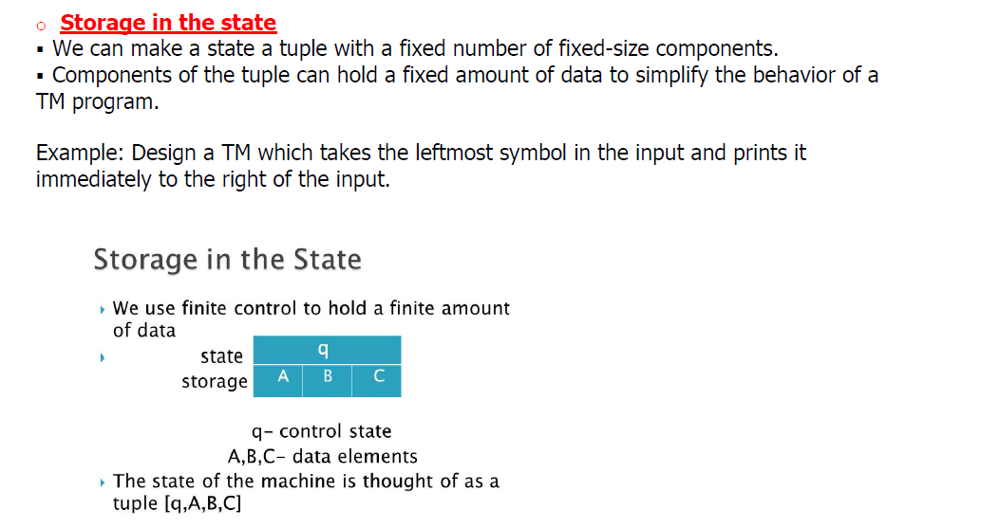 ○ Storage in the state
▪ We can make a state a tuple with a fixed number of fixed-size components.
▪ Components of the tuple can hold a fixed amount of data to simplify the behavior of a
TM program.
Example: Design a TM which takes the leftmost symbol in the input and prints it
immediately to the right of the input.
Storage in the State
We use finite control to hold a finite amount
of data
state q
storage A B C
q- control state
A,B,C- data elements
The state of the machine is thought of as a
tuple [q,A,B,C]